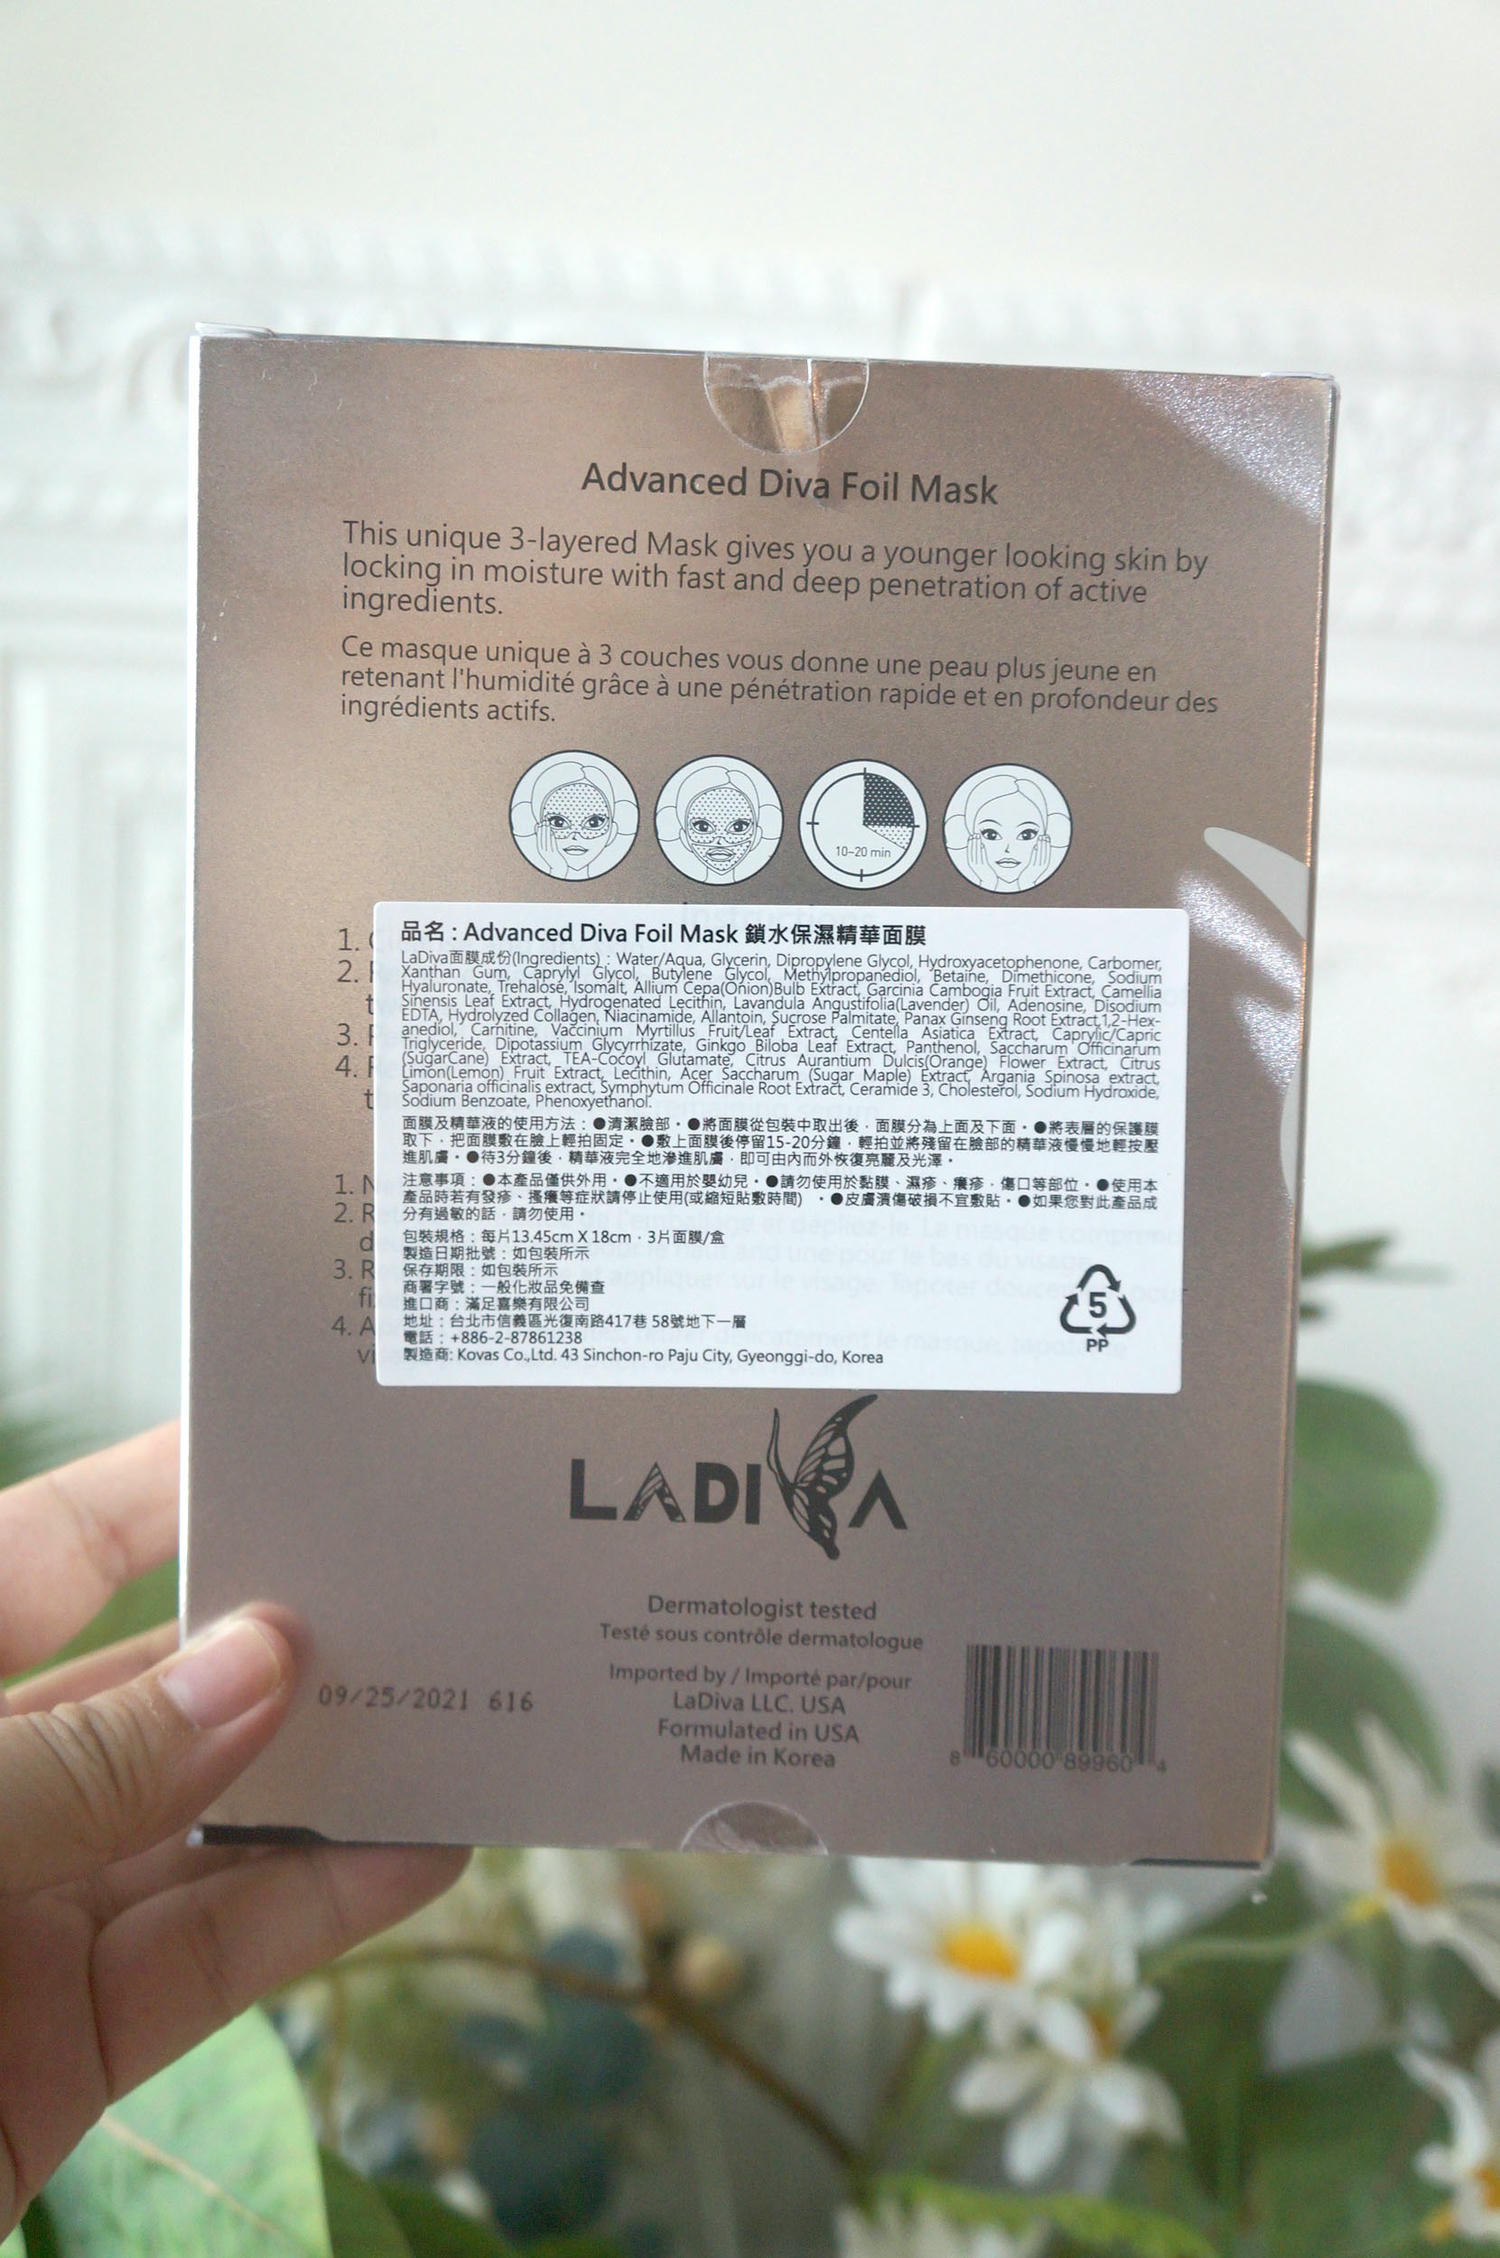 Advanced Diva Foil Mask
This unique 3-layered Mask gives you a younger looking skin by
locking in moisture with fast and deep penetration of active
ingredients.
Ce masque unique à 3 couches vous donne une peau plus jeune en
retenant l'humidité grâce à une pénétration rapide et en profondeur des
ingrédients actifs.
10-20 min
品名 : Advanced Diva Foil Mask 鎖水保濕精華面膜
LaDiva面膜成份(Ingredients) : Water/Aqua, Glycerin, Dipropylene Glycol, Hydroxyacetophenone, Carbomer,
Xanthan Gum, Caprylyl Glycol, Butylene Glycol, Methylpropanediol, Betaine, Dimethicone, Sodium
Hyaluronate, Trehalose, Isomalt, Allium Cepa(Onion)Bulb Extract, Garcinia Cambogia Fruit Extract, Camellia
Sinensis Leaf Extract, Hydrogenated Lecithin, Lavandula Angustifolia(Lavender) Oil, Adenosine, Disodium
EDTA, Hydrolyzed Collagen, Niacinamide, Allantoin, Sucrose Palmitate, Panax Ginseng Root Extract,1,2-Hex-
anediol, Carnitine, Vaccinium Myrtillus Fruit/Leaf Extract, Centella Asiatica Extract, Caprylic/Capric
Triglyceride, Dipotassium Glycyrrhizate, Ginkgo Biloba Leaf Extract, Panthenol, Saccharum Officinarum
(SugarCane) Extract, TEA-Cocoyl Glutamate, Citrus Aurantium Dulcis(Orange) Flower Extract, Citrus
Limon(Lemon) Fruit Extract, Lecithin, Acer Saccharum (Sugar Maple) Extract, Argania Spinosa extract,
Saponaria officinalis extract, Symphytum Officinale Root Extract, Ceramide 3, Cholesterol, Sodium Hydroxide,
Sodium Benzoate, Phenoxyethanol.
面膜及精華液的使用方法：●清潔臉部．●將面膜從包裝中取出後，面膜分為上面及下面．●將表層的保護膜
取下，把面膜敷在臉上輕拍固定．●敷上面膜後停留15-20分鐘，輕拍並將殘留在臉部的精華液慢慢地輕按壓
進肌膚．●待3分鐘後，精華液完全地滲進肌膚，即可由內而外恢復亮麗及光澤．
注意事項：●本產品僅供外用．●不適用於嬰幼兒．●請勿使用於黏膜、濕疹、癢疹，傷口等部位．●使用本
產品時若有發疹、搔癢等症狀請停止使用(或縮短貼敷時間) ．●皮膚潰傷破損不宜敷貼．●如果您對此產品成
分有過敏的話，請勿使用．
包裝規格：每片13.45cm X 18cm．3片面膜/盒
製造日期批號：如包裝所示
保存期限：如包裝所示
商署字號：一般化妝品免備查
進口商：滿足喜樂有限公司
地址：台北市信義區光復南路417巷 58號地下一層
電話：+886-2-87861238
製造商: Kovas Co.,Ltd. 43 Sinchon-ro Paju City, Gyeonggi-do, Korea
5
PP
LADIVA
Dermatologist tested
Testé sous contrôle dermatologue
Imported by / Importé par/pour
LaDiva LLC. USA
Formulated in USA
Made in Korea
09/25/2021 616
8 60000 89960 4